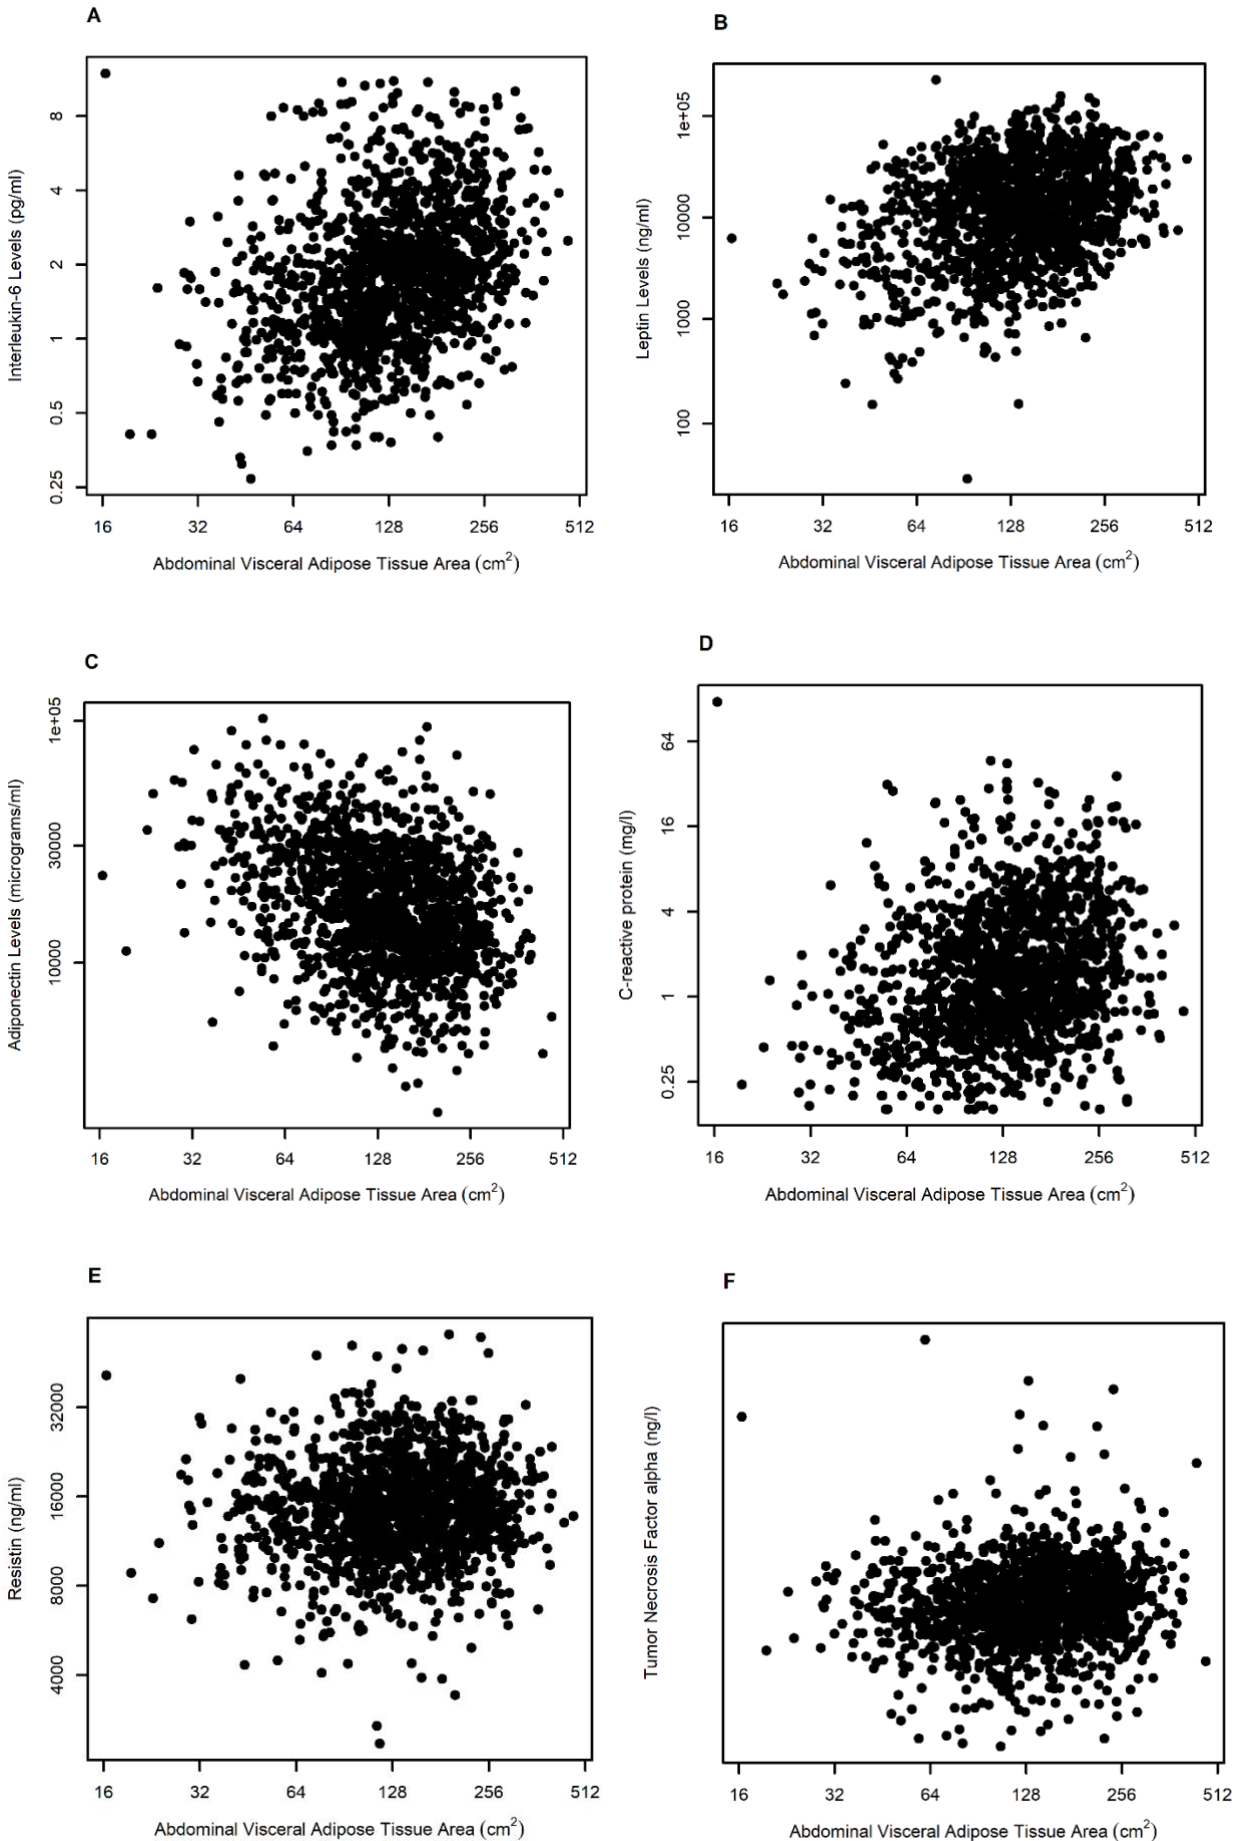 A
Interleukin-6 Levels (pg/ml)
8
4
2
1
0.5
0.25
16 32 64 128 256 512
Abdominal Visceral Adipose Tissue Area (cm²)
B
Leptin Levels (ng/ml)
1e+05
10000
1000
100
16 32 64 128 256 512
Abdominal Visceral Adipose Tissue Area (cm²)
C
Adiponectin Levels (micrograms/ml)
1e+05
30000
10000
16 32 64 128 256 512
Abdominal Visceral Adipose Tissue Area (cm²)
D
C-reactive protein (mg/l)
64
16
4
1
0.25
16 32 64 128 256 512
Abdominal Visceral Adipose Tissue Area (cm²)
E
Resistin (ng/ml)
32000
16000
8000
4000
16 32 64 128 256 512
Abdominal Visceral Adipose Tissue Area (cm²)
F
Tumor Necrosis Factor alpha (ng/l)
16 32 64 128 256 512
Abdominal Visceral Adipose Tissue Area (cm²)